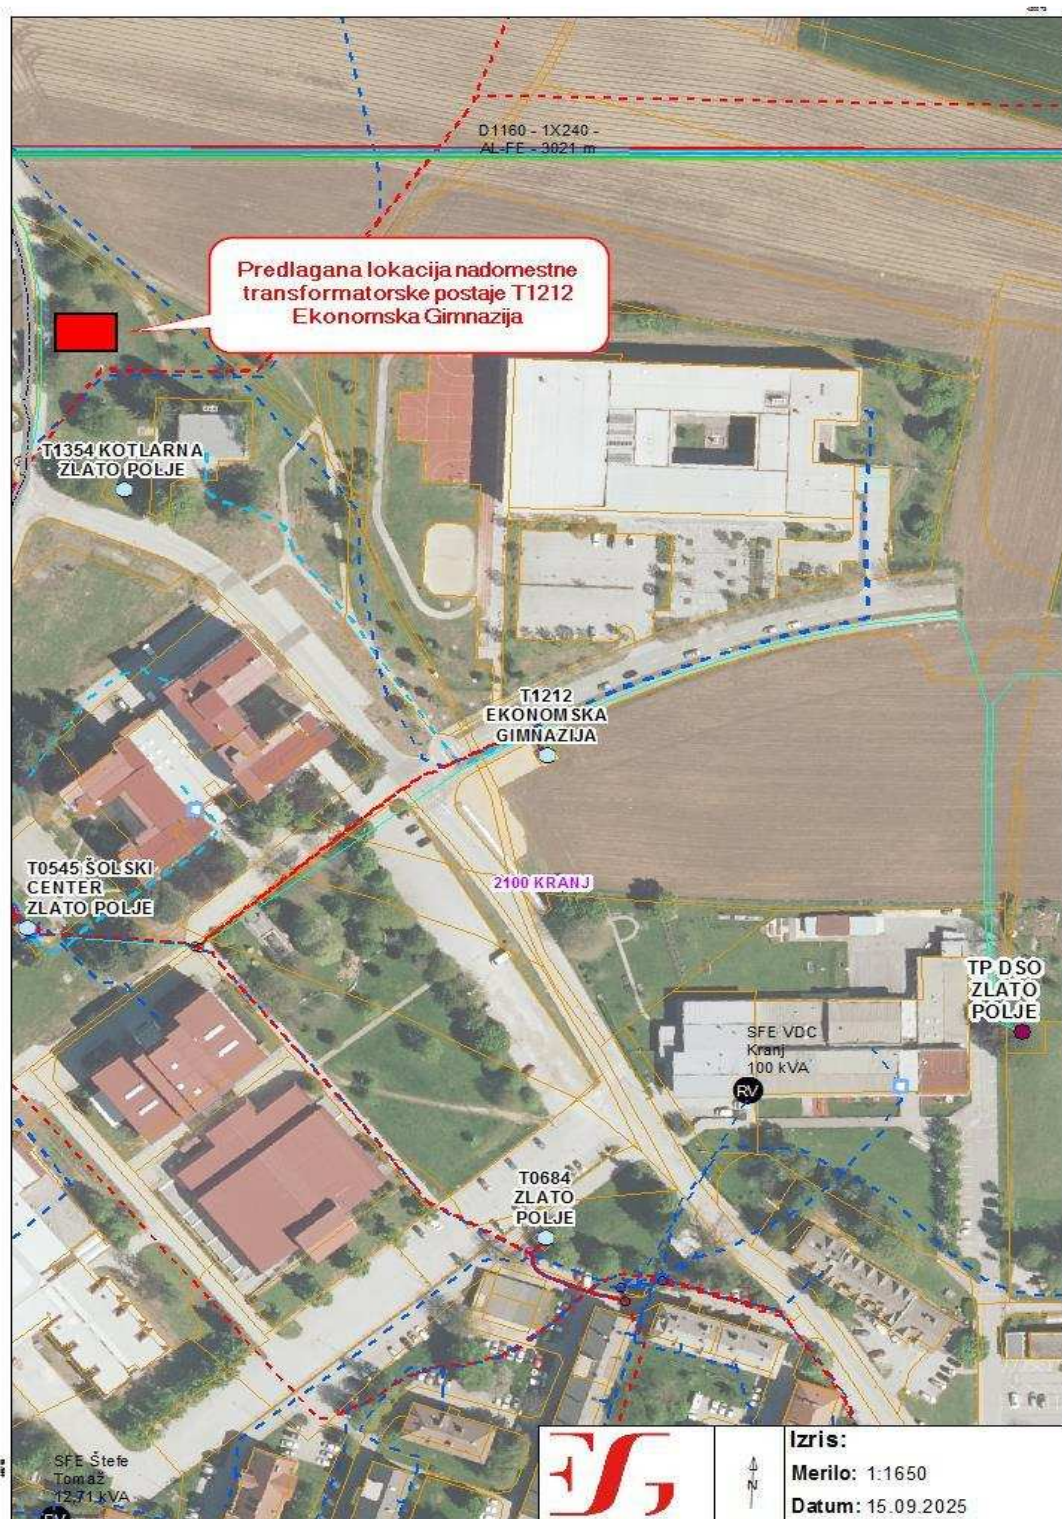 D1160 - 1X240 -
AL-FE - 3021 m
Predlagana lokacija nadomestne
transformatorske postaje T1212
Ekonomska Gimnazija
T1354 KOTLARNA
ZLATO POLJE
T1212
EKONOMSKA
GIMNAZIJA
T0545 ŠOLSKI
CENTER
ZLATO POLJE
2100 KRANJ
TP DSO
ZLATO
POLJE
SFE VDC
Kranj
100 kVA
RV
T0684
ZLATO
POLJE
SFE Štefe
Tomaž
12,71 kVA
N
Izris:
Merilo: 1:1650
Datum: 15.09.2025